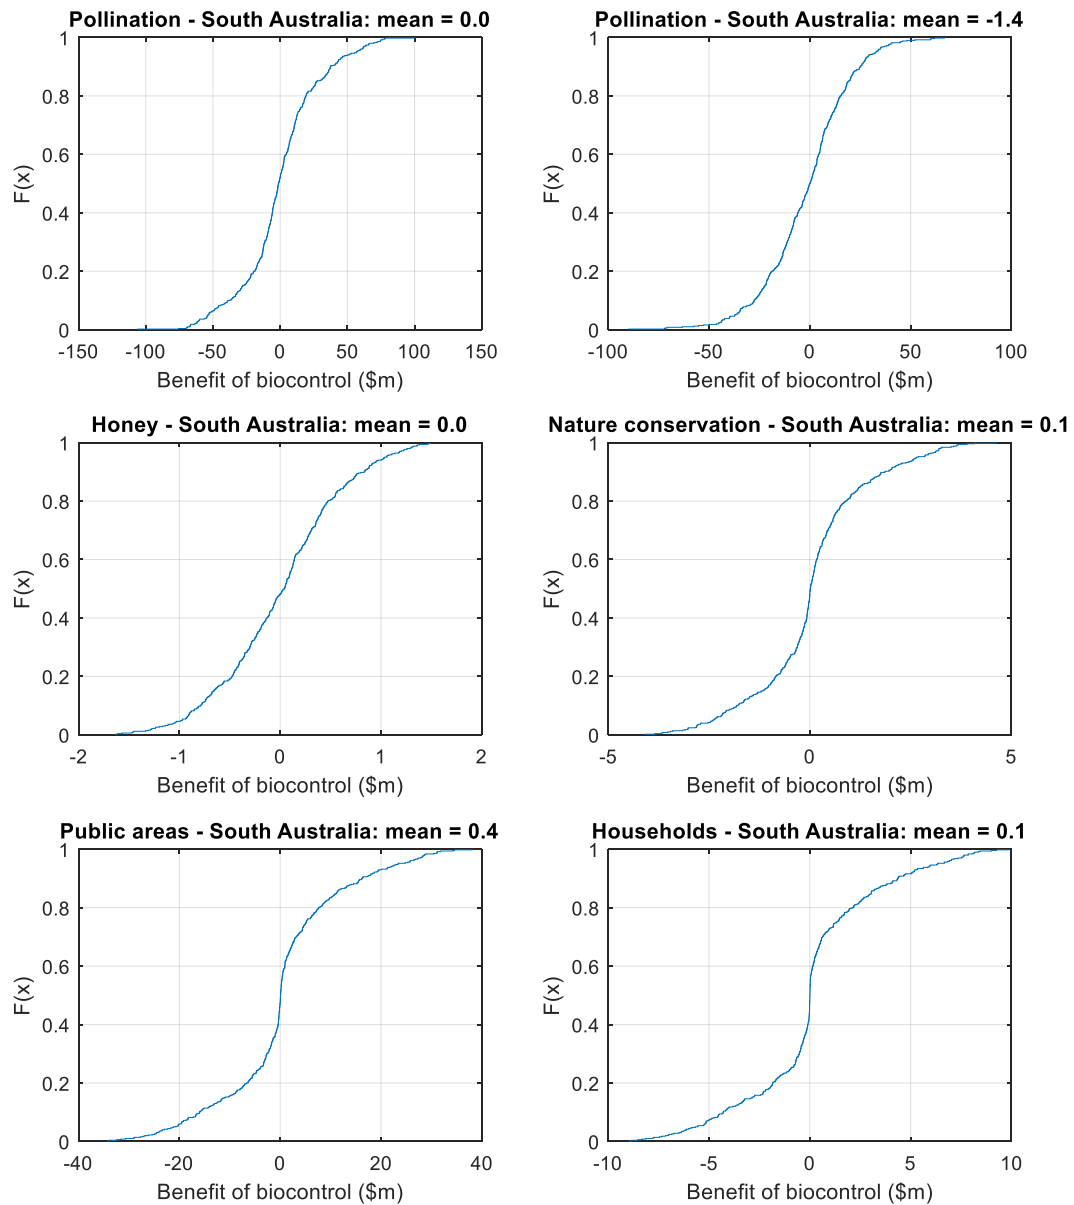 Pollination - South Australia: mean = 0.0
Pollination - South Australia: mean = -1.4
1
0.8
0.6
0.4
0.2
0
F(x)
-150 -100 -50 0 50 100 150
Benefit of biocontrol ($m)
1
0.8
0.6
0.4
0.2
0
F(x)
-100 -50 0 50 100
Benefit of biocontrol ($m)
Honey - South Australia: mean = 0.0
Nature conservation - South Australia: mean = 0.1
1
0.8
0.6
0.4
0.2
0
F(x)
-2 -1 0 1 2
Benefit of biocontrol ($m)
1
0.8
0.6
0.4
0.2
0
F(x)
-5 0 5
Benefit of biocontrol ($m)
Public areas - South Australia: mean = 0.4
Households - South Australia: mean = 0.1
1
0.8
0.6
0.4
0.2
0
F(x)
-40 -20 0 20 40
Benefit of biocontrol ($m)
1
0.8
0.6
0.4
0.2
0
F(x)
-10 -5 0 5 10
Benefit of biocontrol ($m)